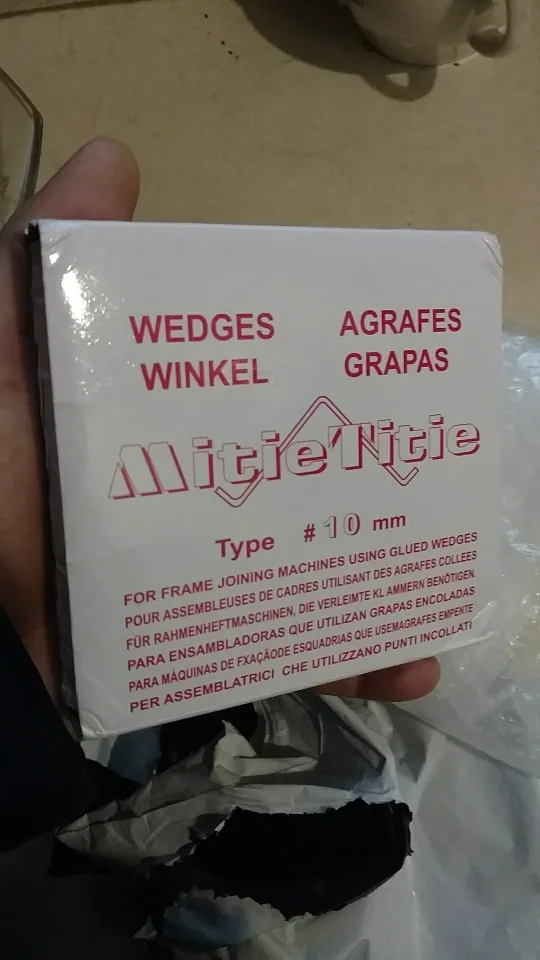 WEDGES AGRAFES
WINKEL GRAPAS
MitieTitie
Type # 10 mm
FOR FRAME JOINING MACHINES USING GLUED WEDGES
POUR ASSEMBLEUSES DE CADRES UTILISANT DES AGRAFES COLLEES
FÜR RAHMENHEFTMASCHINEN, DIE VERLEIMTE KL AMMERN BENÖTIGEN.
PARA ENSAMBLADORAS QUE UTILIZAN GRAPAS ENCOLADAS
PARA MÀQUINAS DE FXAÇAODE ESQUADRIAS QUE USEMAGRAFES EMPENTE
PER ASSEMBLATRICI CHE UTILIZZANO PUNTI INCOLLATI